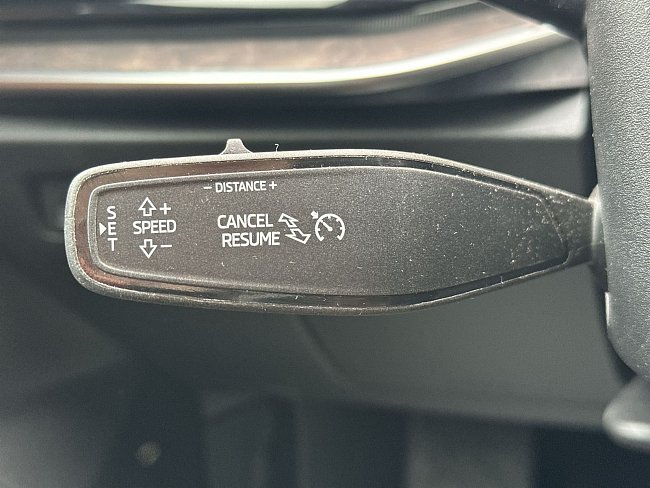 - DISTANCE +
SET
+
SPEED
-
CANCEL
RESUME